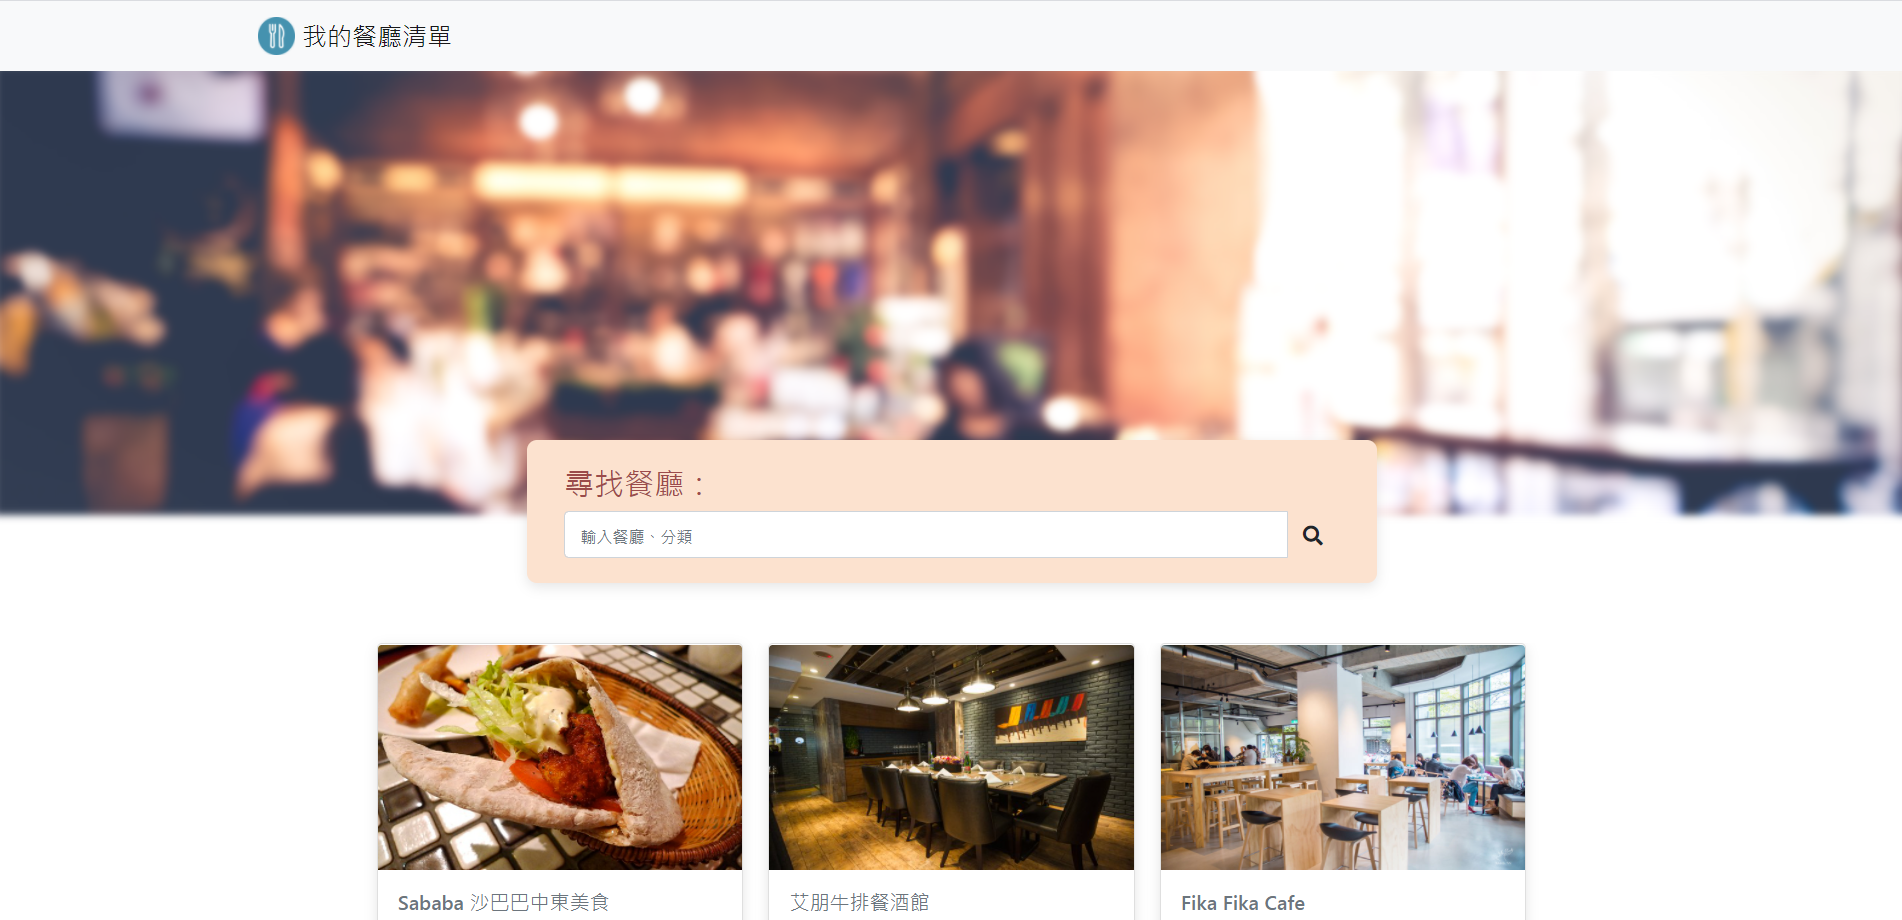 我的餐廳清單
尋找餐廳：
輸入餐廳、分類
Sababa 沙巴巴中東美食
艾朋牛排餐酒館
Fika Fika Cafe